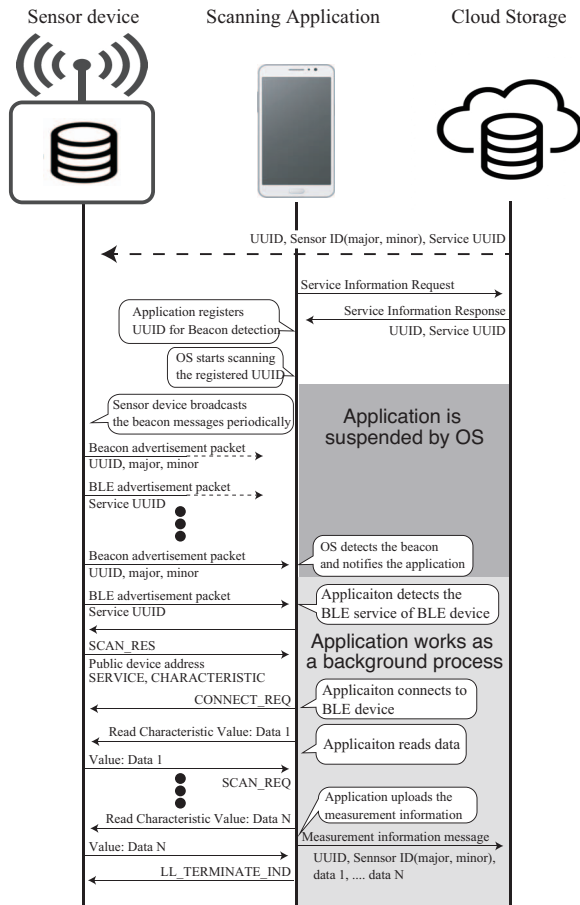 Sensor device
Scanning Application
Cloud Storage
UUID, Sensor ID(major, minor), Service UUID
Service Information Request
Application registers
UUID for Beacon detection
Service Information Response
UUID, Service UUID
OS starts scanning
the registered UUID
Sensor device broadcasts
the beacon messages periodically
Application is
suspended by OS
Beacon advertisement packet
UUID, major, minor
BLE advertisement packet
Service UUID
Beacon advertisement packet
UUID, major, minor
OS detects the beacon
and notifies the application
BLE advertisement packet
Service UUID
Applicaiton detects the
BLE service of BLE device
SCAN_RES
Public device address
SERVICE, CHARACTERISTIC
Application works as
a background process
CONNECT_REQ
Applicaiton connects to
BLE device
Read Characteristic Value: Data 1
Applicaiton reads data
Value: Data 1
SCAN_REQ
Application uploads the
measurement information
Read Characteristic Value: Data N
Measurement information message
Value: Data N
UUID, Sennsor ID(major, minor),
data 1, .... data N
LL_TERMINATE_IND